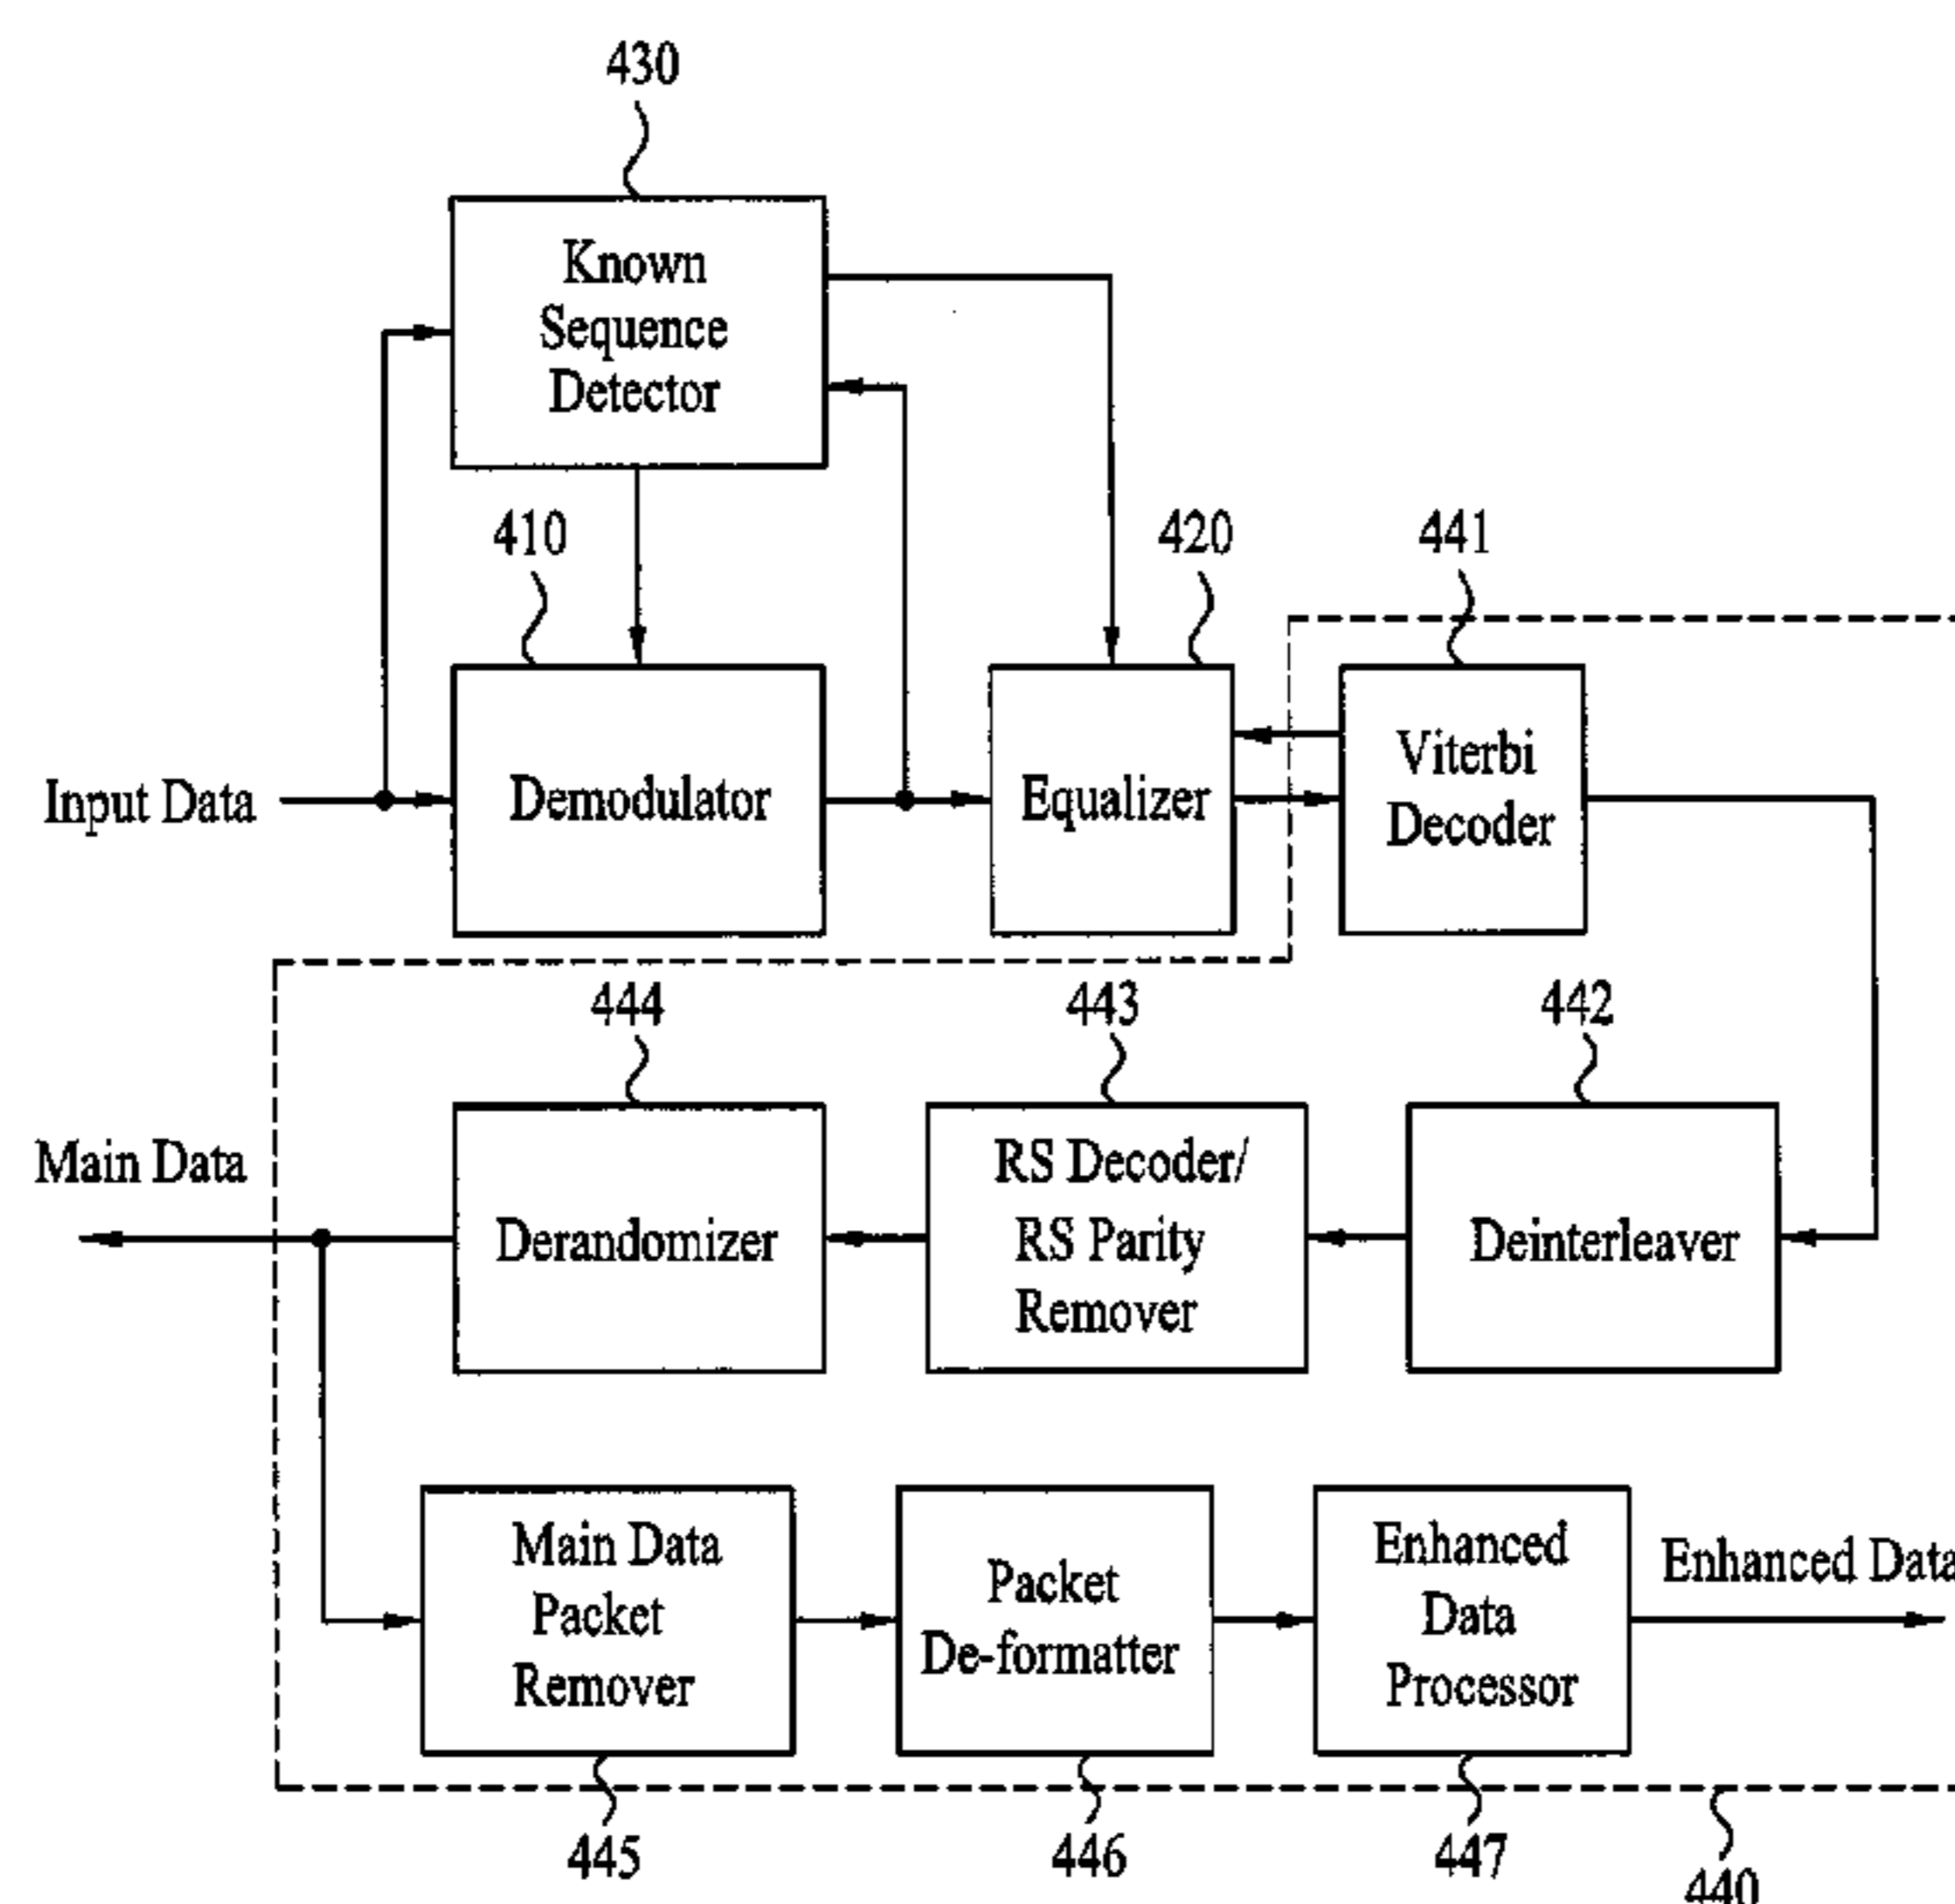 430
Known
Sequence
Detector
410
420
441
Input Data
Demodulator
Equalizer
Viterbi
Decoder
444
443
442
Main Data
Derandomizer
RS Decoder/
RS Parity
Remover
Deinterleaver
Main Data
Packet
Remover
Packet
De-formatter
Enhanced
Data
Processor
Enhanced Data
445
446
447
440